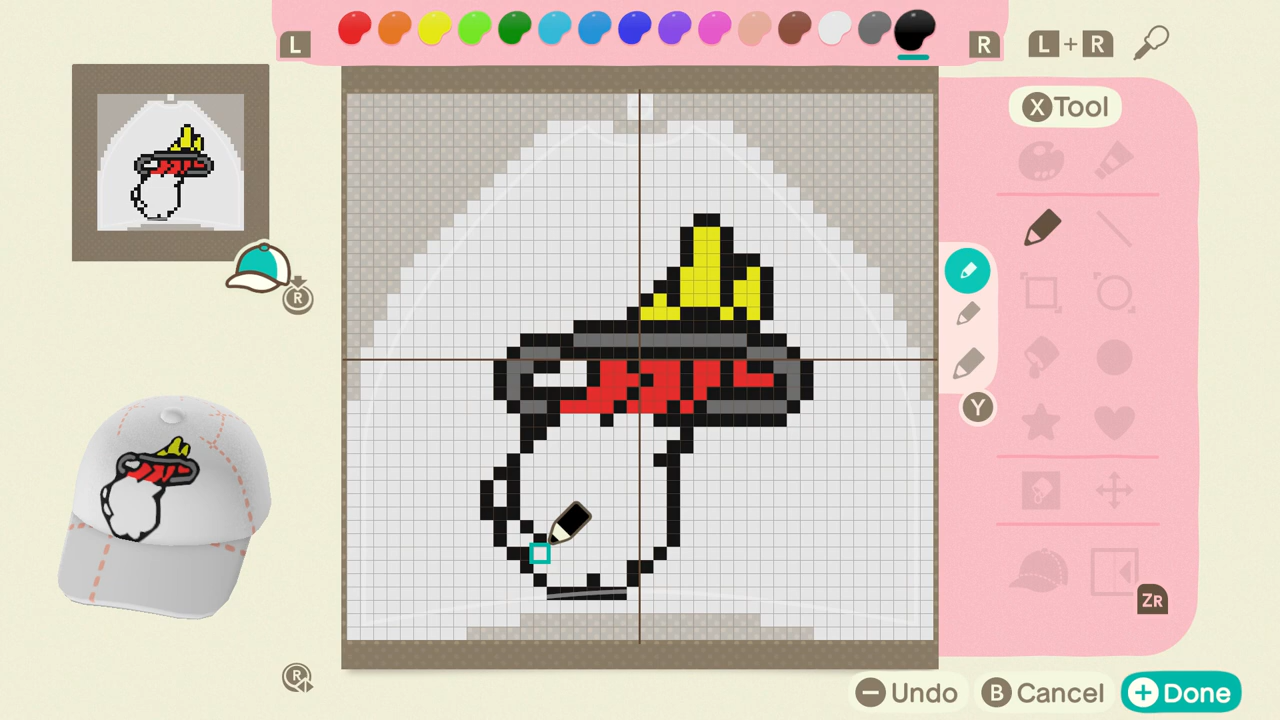 L
R
L + R
X Tool
R
Y
ZR
R
− Undo
B Cancel
+ Done